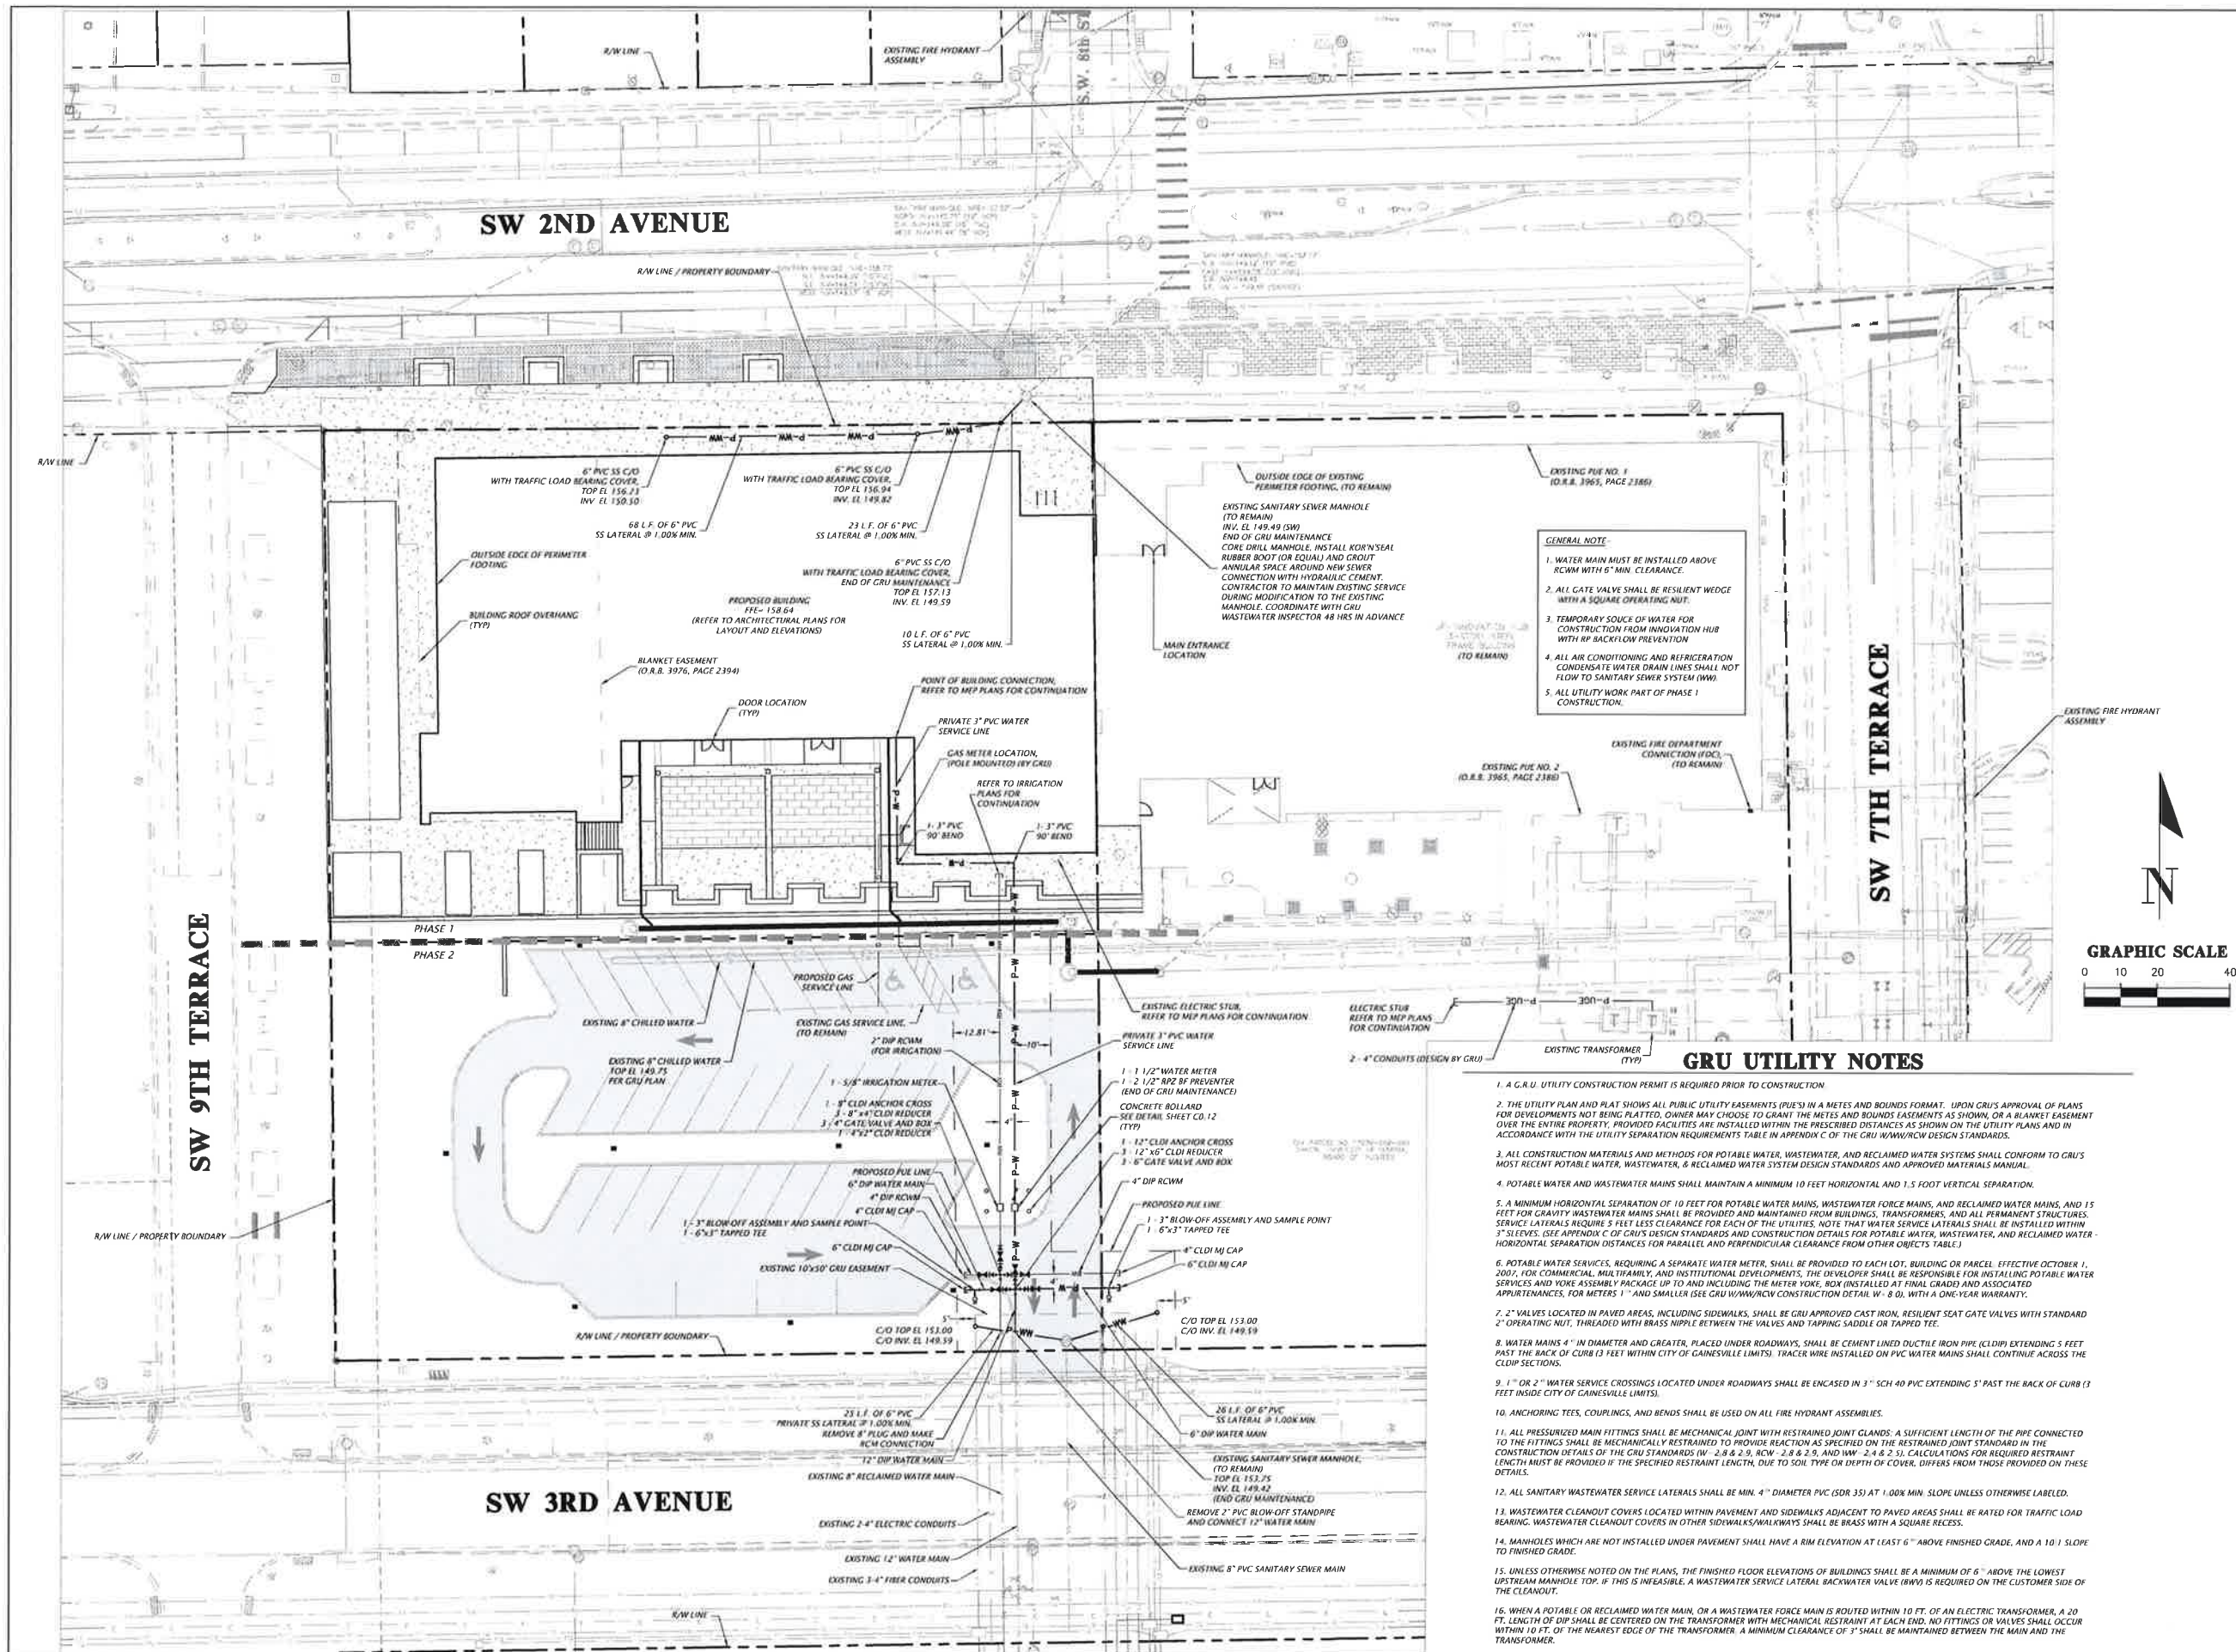 R/W LINE
EXISTING FIRE HYDRANT
ASSEMBLY
S.W. 8th ST
SW 2ND AVENUE
R/W LINE / PROPERTY BOUNDARY
R/W LINE
6" PVC SS C/O
WITH TRAFFIC LOAD BEARING COVER,
TOP EL 156.23
INV. EL 150.50
6" PVC SS C/O
WITH TRAFFIC LOAD BEARING COVER,
TOP EL 156.94
INV. EL 149.82
68 L.F. OF 6" PVC
SS LATERAL @ 1.00% MIN.
23 L.F. OF 6" PVC
SS LATERAL @ 1.00% MIN.
6" PVC SS C/O
WITH TRAFFIC LOAD BEARING COVER,
END OF GRU MAINTENANCE
TOP EL 157.13
INV. EL 149.59
10 L.F. OF 6" PVC
SS LATERAL @ 1.00% MIN.
OUTSIDE EDGE OF PERIMETER
FOOTING
BUILDING ROOF OVERHANG
(TYP)
PROPOSED BUILDING
FFE= 158.64
(REFER TO ARCHITECTURAL PLANS FOR
LAYOUT AND ELEVATIONS)
BLANKET EASEMENT
(O.R.B. 3976, PAGE 2394)
OUTSIDE EDGE OF EXISTING
PERIMETER FOOTING, (TO REMAIN)
EXISTING PUE NO. 1
(O.R.B. 3965, PAGE 2386)
EXISTING SANITARY SEWER MANHOLE
(TO REMAIN)
INV. EL 149.49 (SW)
END OF GRU MAINTENANCE
CORE DRILL MANHOLE, INSTALL KOR'N'SEAL
RUBBER BOOT (OR EQUAL) AND GROUT
ANNULAR SPACE AROUND NEW SEWER
CONNECTION WITH HYDRAULIC CEMENT.
CONTRACTOR TO MAINTAIN EXISTING SERVICE
DURING MODIFICATION TO THE EXISTING
MANHOLE. COORDINATE WITH GRU
WASTEWATER INSPECTOR 48 HRS IN ADVANCE
MAIN ENTRANCE
LOCATION
(TO REMAIN)
GENERAL NOTE -
1. WATER MAIN MUST BE INSTALLED ABOVE
RCWM WITH 6" MIN. CLEARANCE.
2. ALL GATE VALVE SHALL BE RESILIENT WEDGE
WITH A SQUARE OPERATING NUT.
3. TEMPORARY SOUCE OF WATER FOR
CONSTRUCTION FROM INNOVATION HUB
WITH RP BACKFLOW PREVENTION
4. ALL AIR CONDITIONING AND REFRIGERATION
CONDENSATE WATER DRAIN LINES SHALL NOT
FLOW TO SANITARY SEWER SYSTEM (WW).
5. ALL UTILITY WORK PART OF PHASE 1
CONSTRUCTION.
DOOR LOCATION
(TYP)
POINT OF BUILDING CONNECTION,
REFER TO MEP PLANS FOR CONTINUATION
PRIVATE 3" PVC WATER
SERVICE LINE
GAS METER LOCATION,
(POLE MOUNTED) (BY GRU)
REFER TO IRRIGATION
PLANS FOR
CONTINUATION
1- 3" PVC
90° BEND
1- 3" PVC
90° BEND
EXISTING PUE NO. 2
(O.R.B. 3965, PAGE 2386)
EXISTING FIRE DEPARTMENT
CONNECTION (FDC),
(TO REMAIN)
SW 7TH TERRACE
EXISTING FIRE HYDRANT
ASSEMBLY
N
GRAPHIC SCALE
0 10 20 40
SW 9TH TERRACE
PHASE 1
PHASE 2
PROPOSED GAS
SERVICE LINE
EXISTING 8" CHILLED WATER
EXISTING GAS SERVICE LINE,
(TO REMAIN)
12.81'
10'
EXISTING 8" CHILLED WATER
TOP EL 149.75
PER GRU PLAN
2" DIP RCWM
(FOR IRRIGATION)
EXISTING ELECTRIC STUB,
REFER TO MEP PLANS FOR CONTINUATION
PRIVATE 3" PVC WATER
SERVICE LINE
ELECTRIC STUB
REFER TO MEP PLANS
FOR CONTINUATION
P-UGE
P-UGE
2 - 4" CONDUITS (DESIGN BY GRU)
EXISTING TRANSFORMER
(TYP)
1 - 5/8" IRRIGATION METER
1 - 8" CLDI ANCHOR CROSS
3 - 8" x4" CLDI REDUCER
3 - 4" GATE VALVE AND BOX
1 - 4"x2" CLDI REDUCER
4'
1 - 1 1/2" WATER METER
1 - 2 1/2" RPZ BF PREVENTER
(END OF GRU MAINTENANCE)
CONCRETE BOLLARD
SEE DETAIL SHEET C0.12
(TYP)
1 - 12" CLDI ANCHOR CROSS
3 - 12" x6" CLDI REDUCER
3 - 6" GATE VALVE AND BOX
4" DIP RCWM
PROPOSED PUE LINE
6" DIP WATER MAIN
4" DIP RCWM
4" CLDI MJ CAP
1 - 3" BLOW-OFF ASSEMBLY AND SAMPLE POINT
1 - 6"x3" TAPPED TEE
6" CLDI MJ CAP
EXISTING 10'x50' GRU EASEMENT
PROPOSED PUE LINE
1 - 3" BLOW-OFF ASSEMBLY AND SAMPLE POINT
1 - 6"x3" TAPPED TEE
4" CLDI MJ CAP
6" CLDI MJ CAP
4'
5'
5'
R/W LINE / PROPERTY BOUNDARY
R/W LINE / PROPERTY BOUNDARY
C/O TOP EL 153.00
C/O INV. EL 149.59
C/O TOP EL 153.00
C/O INV. EL 149.59
25 L.F. OF 6" PVC
PRIVATE SS LATERAL @ 1.00% MIN.
REMOVE 8" PLUG AND MAKE
RCM CONNECTION
12" DIP WATER MAIN
EXISTING 8" RECLAIMED WATER MAIN
26 L.F. OF 6" PVC
SS LATERAL @ 1.00% MIN.
6" DIP WATER MAIN
EXISTING SANITARY SEWER MANHOLE,
(TO REMAIN)
TOP EL 153.75
INV. EL 149.42
(END GRU MAINTENANCE)
SW 3RD AVENUE
REMOVE 2" PVC BLOW-OFF STANDPIPE
AND CONNECT 12" WATER MAIN
EXISTING 2-4" ELECTRIC CONDUITS
EXISTING 12" WATER MAIN
EXISTING 3-4" FIBER CONDUITS
EXISTING 8" PVC SANITARY SEWER MAIN
R/W LINE
GRU UTILITY NOTES
1. A G.R.U. UTILITY CONSTRUCTION PERMIT IS REQUIRED PRIOR TO CONSTRUCTION.
2. THE UTILITY PLAN AND PLAT SHOWS ALL PUBLIC UTILITY EASEMENTS (PUE'S) IN A METES AND BOUNDS FORMAT. UPON GRU'S APPROVAL OF PLANS
FOR DEVELOPMENTS NOT BEING PLATTED, OWNER MAY CHOOSE TO GRANT THE METES AND BOUNDS EASEMENTS AS SHOWN, OR A BLANKET EASEMENT
OVER THE ENTIRE PROPERTY, PROVIDED FACILITIES ARE INSTALLED WITHIN THE PRESCRIBED DISTANCES AS SHOWN ON THE UTILITY PLANS AND IN
ACCORDANCE WITH THE UTILITY SEPARATION REQUIREMENTS TABLE IN APPENDIX C OF THE GRU W/WW/RCW DESIGN STANDARDS.
3. ALL CONSTRUCTION MATERIALS AND METHODS FOR POTABLE WATER, WASTEWATER, AND RECLAIMED WATER SYSTEMS SHALL CONFORM TO GRU'S
MOST RECENT POTABLE WATER, WASTEWATER, & RECLAIMED WATER SYSTEM DESIGN STANDARDS AND APPROVED MATERIALS MANUAL.
4. POTABLE WATER AND WASTEWATER MAINS SHALL MAINTAIN A MINIMUM 10 FEET HORIZONTAL AND 1.5 FOOT VERTICAL SEPARATION.
5. A MINIMUM HORIZONTAL SEPARATION OF 10 FEET FOR POTABLE WATER MAINS, WASTEWATER FORCE MAINS, AND RECLAIMED WATER MAINS, AND 15
FEET FOR GRAVITY WASTEWATER MAINS SHALL BE PROVIDED AND MAINTAINED FROM BUILDINGS, TRANSFORMERS, AND ALL PERMANENT STRUCTURES.
SERVICE LATERALS REQUIRE 5 FEET LESS CLEARANCE FOR EACH OF THE UTILITIES. NOTE THAT WATER SERVICE LATERALS SHALL BE INSTALLED WITHIN
3" SLEEVES. (SEE APPENDIX C OF GRU'S DESIGN STANDARDS AND CONSTRUCTION DETAILS FOR POTABLE WATER, WASTEWATER, AND RECLAIMED WATER -
HORIZONTAL SEPARATION DISTANCES FOR PARALLEL AND PERPENDICULAR CLEARANCE FROM OTHER OBJECTS TABLE.)
6. POTABLE WATER SERVICES, REQUIRING A SEPARATE WATER METER, SHALL BE PROVIDED TO EACH LOT, BUILDING OR PARCEL. EFFECTIVE OCTOBER 1,
2007, FOR COMMERCIAL, MULTIFAMILY, AND INSTITUTIONAL DEVELOPMENTS, THE DEVELOPER SHALL BE RESPONSIBLE FOR INSTALLING POTABLE WATER
SERVICES AND YOKE ASSEMBLY PACKAGE UP TO AND INCLUDING THE METER YOKE, BOX (INSTALLED AT FINAL GRADE) AND ASSOCIATED
APPURTENANCES, FOR METERS 1" AND SMALLER (SEE GRU W/WW/RCW CONSTRUCTION DETAIL W - 8.0), WITH A ONE-YEAR WARRANTY.
7. 2" VALVES LOCATED IN PAVED AREAS, INCLUDING SIDEWALKS, SHALL BE GRU APPROVED CAST IRON, RESILIENT SEAT GATE VALVES WITH STANDARD
2" OPERATING NUT, THREADED WITH BRASS NIPPLE BETWEEN THE VALVES AND TAPPING SADDLE OR TAPPED TEE.
8. WATER MAINS 4" IN DIAMETER AND GREATER, PLACED UNDER ROADWAYS, SHALL BE CEMENT LINED DUCTILE IRON PIPE (CLDIP) EXTENDING 5 FEET
PAST THE BACK OF CURB (3 FEET WITHIN CITY OF GAINESVILLE LIMITS). TRACER WIRE INSTALLED ON PVC WATER MAINS SHALL CONTINUE ACROSS THE
CLDIP SECTIONS.
9. 1" OR 2" WATER SERVICE CROSSINGS LOCATED UNDER ROADWAYS SHALL BE ENCASED IN 3" SCH 40 PVC EXTENDING 5' PAST THE BACK OF CURB (3
FEET INSIDE CITY OF GAINESVILLE LIMITS).
10. ANCHORING TEES, COUPLINGS, AND BENDS SHALL BE USED ON ALL FIRE HYDRANT ASSEMBLIES.
11. ALL PRESSURIZED MAIN FITTINGS SHALL BE MECHANICAL JOINT WITH RESTRAINED JOINT GLANDS: A SUFFICIENT LENGTH OF THE PIPE CONNECTED
TO THE FITTINGS SHALL BE MECHANICALLY RESTRAINED TO PROVIDE REACTION AS SPECIFIED ON THE RESTRAINED JOINT STANDARD IN THE
CONSTRUCTION DETAILS OF THE GRU STANDARDS (W - 2.8 & 2.9, RCW - 2.8 & 2.9, AND WW - 2.4 & 2.5). CALCULATIONS FOR REQUIRED RESTRAINT
LENGTH MUST BE PROVIDED IF THE SPECIFIED RESTRAINT LENGTH, DUE TO SOIL TYPE OR DEPTH OF COVER, DIFFERS FROM THOSE PROVIDED ON THESE
DETAILS.
12. ALL SANITARY WASTEWATER SERVICE LATERALS SHALL BE MIN. 4" DIAMETER PVC (SDR 35) AT 1.00% MIN. SLOPE UNLESS OTHERWISE LABELED.
13. WASTEWATER CLEANOUT COVERS LOCATED WITHIN PAVEMENT AND SIDEWALKS ADJACENT TO PAVED AREAS SHALL BE RATED FOR TRAFFIC LOAD
BEARING. WASTEWATER CLEANOUT COVERS IN OTHER SIDEWALKS/WALKWAYS SHALL BE BRASS WITH A SQUARE RECESS.
14. MANHOLES WHICH ARE NOT INSTALLED UNDER PAVEMENT SHALL HAVE A RIM ELEVATION AT LEAST 6" ABOVE FINISHED GRADE, AND A 10:1 SLOPE
TO FINISHED GRADE.
15. UNLESS OTHERWISE NOTED ON THE PLANS, THE FINISHED FLOOR ELEVATIONS OF BUILDINGS SHALL BE A MINIMUM OF 6" ABOVE THE LOWEST
UPSTREAM MANHOLE TOP. IF THIS IS INFEASIBLE, A WASTEWATER SERVICE LATERAL BACKWATER VALVE (BWV) IS REQUIRED ON THE CUSTOMER SIDE OF
THE CLEANOUT.
16. WHEN A POTABLE OR RECLAIMED WATER MAIN, OR A WASTEWATER FORCE MAIN IS ROUTED WITHIN 10 FT. OF AN ELECTRIC TRANSFORMER, A 20
FT. LENGTH OF DIP SHALL BE CENTERED ON THE TRANSFORMER WITH MECHANICAL RESTRAINT AT EACH END. NO FITTINGS OR VALVES SHALL OCCUR
WITHIN 10 FT. OF THE NEAREST EDGE OF THE TRANSFORMER. A MINIMUM CLEARANCE OF 3' SHALL BE MAINTAINED BETWEEN THE MAIN AND THE
TRANSFORMER.